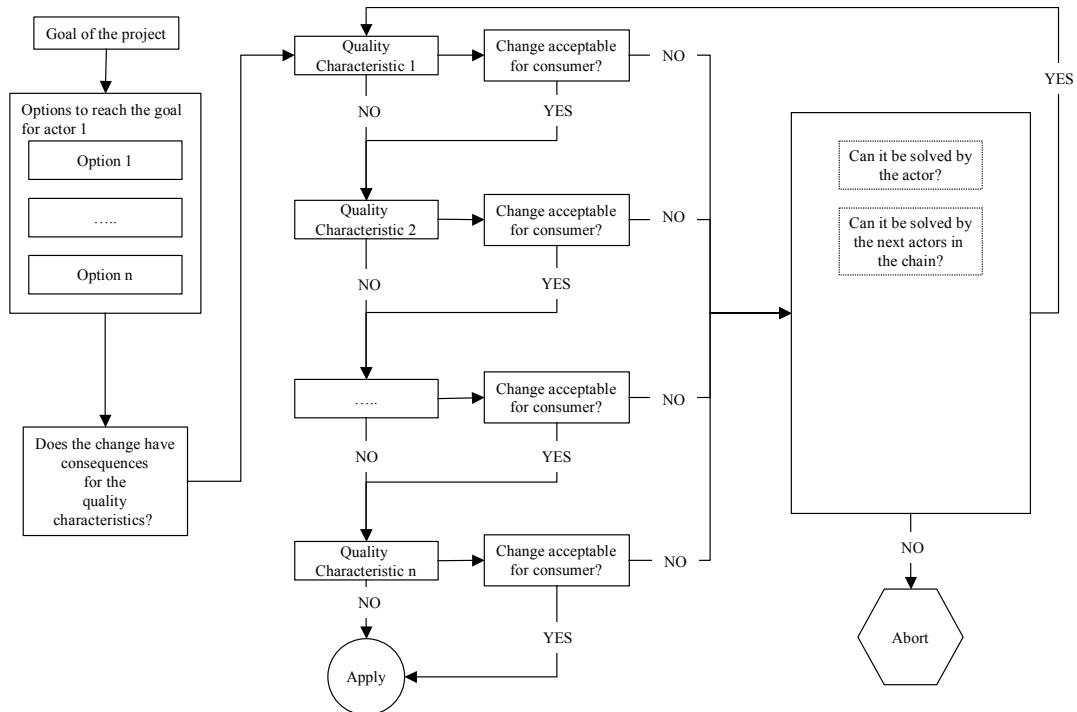 Goal of the project
Options to reach the goal
for actor 1
Option 1
.....
Option n
Does the change have
consequences
for the
quality
characteristics?
Quality
Characteristic 1
Change acceptable
for consumer?
NO
NO
YES
Quality
Characteristic 2
Change acceptable
for consumer?
NO
NO
YES
.....
Change acceptable
for consumer?
NO
NO
YES
Quality
Characteristic n
Change acceptable
for consumer?
NO
NO
YES
Apply
YES
Can it be solved by
the actor?
Can it be solved by
the next actors in
the chain?
NO
Abort